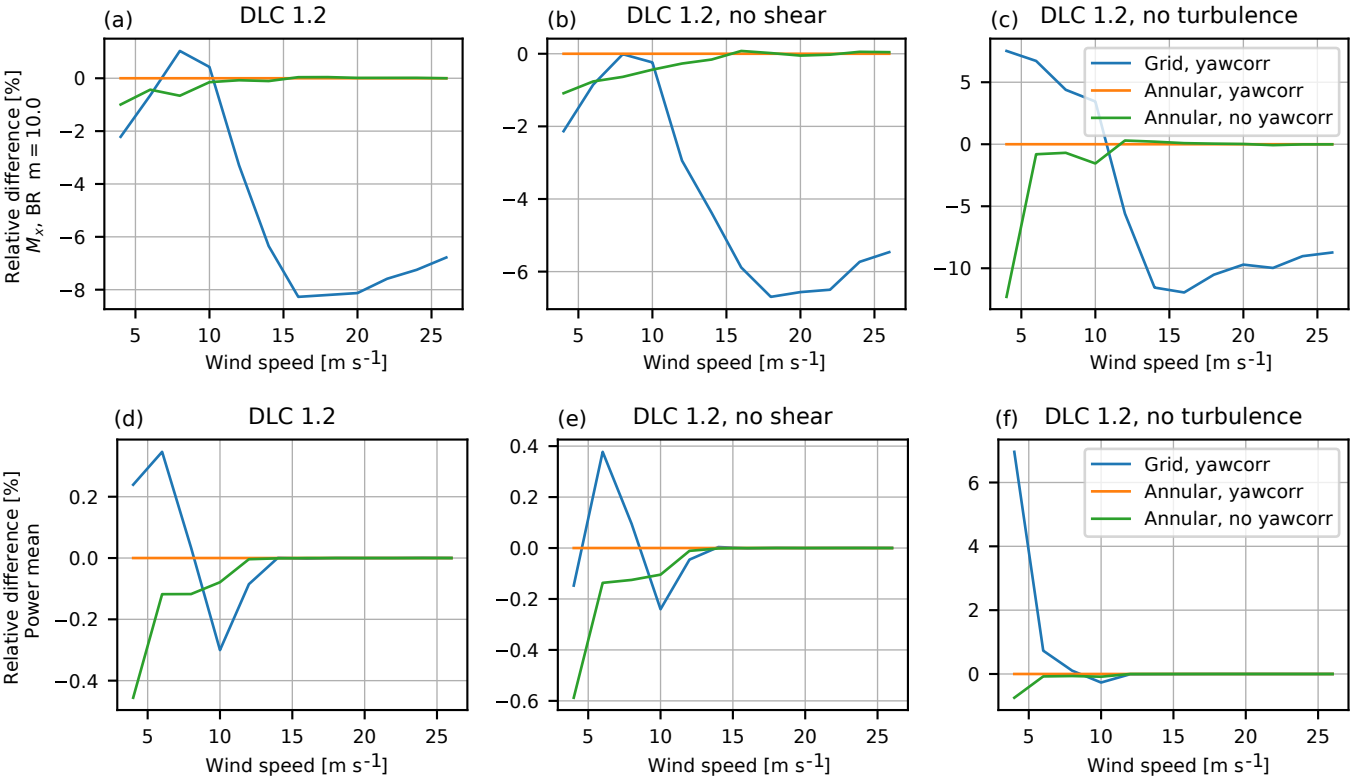 (a) DLC 1.2
(b) DLC 1.2, no shear
(c) DLC 1.2, no turbulence
Relative difference [%]
Mₓ, BR m = 10.0
0
−2
−4
−6
−8
5 10 15 20 25
Wind speed [m s⁻¹]
0
−2
−4
−6
5 10 15 20 25
Wind speed [m s⁻¹]
5
0
−5
−10
Grid, yawcorr
Annular, yawcorr
Annular, no yawcorr
5 10 15 20 25
Wind speed [m s⁻¹]
(d) DLC 1.2
(e) DLC 1.2, no shear
(f) DLC 1.2, no turbulence
Relative difference [%]
Power mean
0.2
0.0
−0.2
−0.4
5 10 15 20 25
Wind speed [m s⁻¹]
0.4
0.2
0.0
−0.2
−0.4
−0.6
5 10 15 20 25
Wind speed [m s⁻¹]
6
4
2
0
Grid, yawcorr
Annular, yawcorr
Annular, no yawcorr
5 10 15 20 25
Wind speed [m s⁻¹]